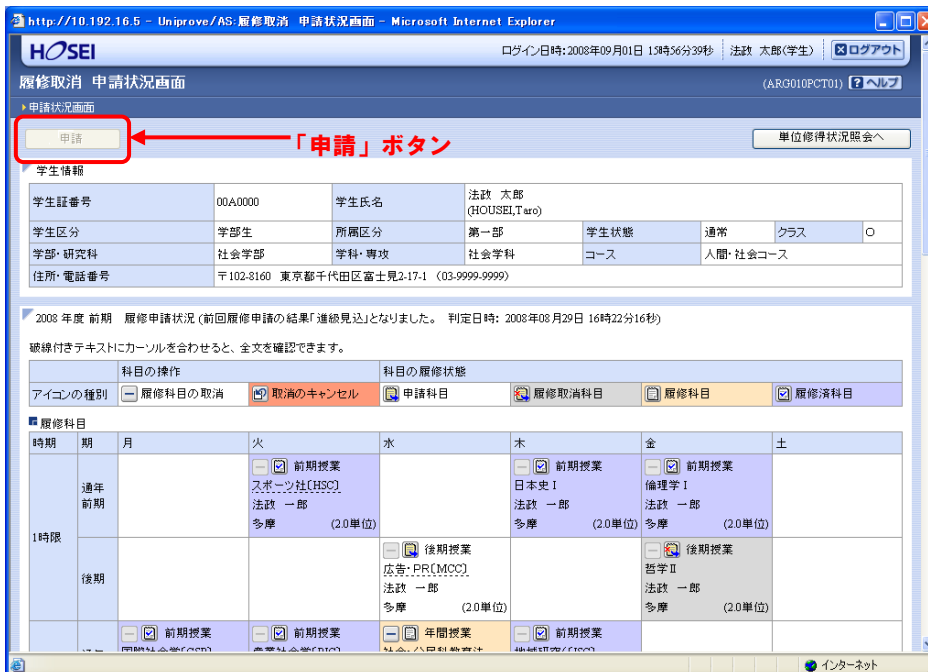 http://10.192.16.5 - Uniprove/AS:履修取消 申請状況画面 - Microsoft Internet Explorer
HOSEI
ログイン日時:2008年09月01日 15時56分39秒 法政 太郎(学生) ログアウト
履修取消 申請状況画面
(ARG010PCT01) ? ヘルプ
申請状況画面
申請
「申請」ボタン
単位修得状況照会へ
学生情報
学生証番号 00A0000 学生氏名 法政 太郎
(HOUSEI,Taro)
学生区分 学部生 所属区分 第一部 学生状態 通常 クラス O
学部・研究科 社会学部 学科・専攻 社会学科 コース 人間・社会コース
住所・電話番号 〒102-8160 東京都千代田区富士見2-17-1 (03-9999-9999)
2008 年度 前期 履修申請状況 (前回履修申請の結果「進級見込」となりました。 判定日時: 2008年08月29日 16時22分16秒)
破線付きテキストにカーソルを合わせると、全文を確認できます。
科目の操作 科目の履修状態
アイコンの種別 履修科目の取消 取消のキャンセル 申請科目 履修取消科目 履修科目 履修済科目
履修科目
時期 期 月 火 水 木 金 土
1時限
通年
前期
前期授業
スポーツ社[HSC]
法政 一郎
多摩 (2.0単位)
前期授業
日本史 I
法政 一郎
多摩 (2.0単位)
前期授業
倫理学 I
法政 一郎
多摩 (2.0単位)
後期
後期授業
広告・PR[MCC]
法政 一郎
多摩 (2.0単位)
後期授業
哲学 II
法政 一郎
多摩 (2.0単位)
前期授業 前期授業 年間授業 前期授業
インターネット